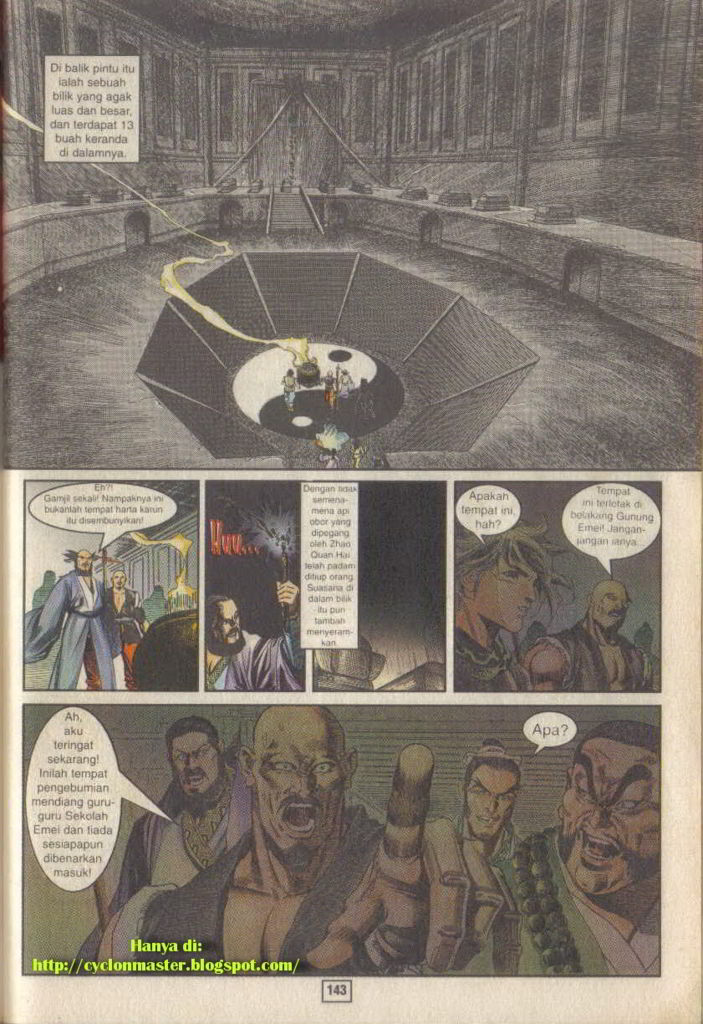 Di balik pintu itu
ialah sebuah
bilik yang agak
luas dan besar,
dan terdapat 13
buah keranda
di dalamnya.
Eh?!
Ganjil sekali! Nampaknya ini
bukanlah tempat harta karun
itu disembunyikan!
Huu...
Dengan tidak
semena-
mena api
obor yang
dipegang
oleh Zhao
Quan Hai
telah padam
ditiup orang.
Suasana di
dalam bilik
itu pun
tambah
menyeram-
kan.
Apakah
tempat ini,
hah?
Tempat
ini terletak di
belakang Gunung
Emei! Jangan-
jangan ianya...
Ah,
aku
teringat
sekarang!
Inilah tempat
pengebumian
mendiang guru-
guru Sekolah
Emei dan tiada
sesiapapun
dibenarkan
masuk!
Apa?
Hanya di:
http://cyclonmaster.blogspot.com/
143